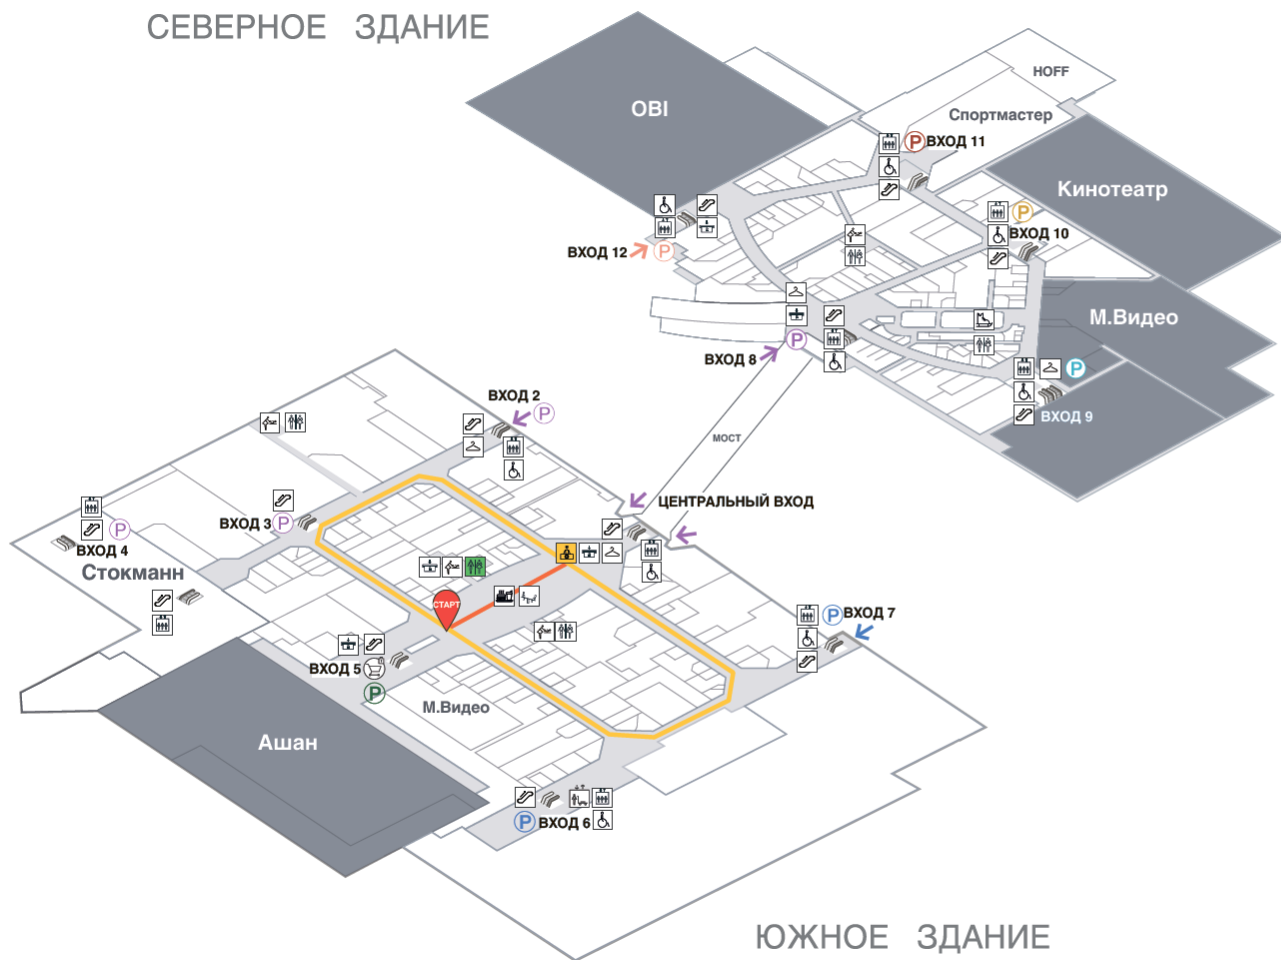 СЕВЕРНОЕ ЗДАНИЕ
HOFF
OBI
Спортмастер
P ВХОД 11
Кинотеатр
P
ВХОД 10
ВХОД 12 P
М.Видео
ВХОД 8 P
P
ВХОД 9
ВХОД 2 P
МОСТ
ЦЕНТРАЛЬНЫЙ ВХОД
ВХОД 3 P
P
ВХОД 4
Стокманн
СТАРТ
P ВХОД 7
ВХОД 5
P
М.Видео
Ашан
P ВХОД 6
ЮЖНОЕ ЗДАНИЕ